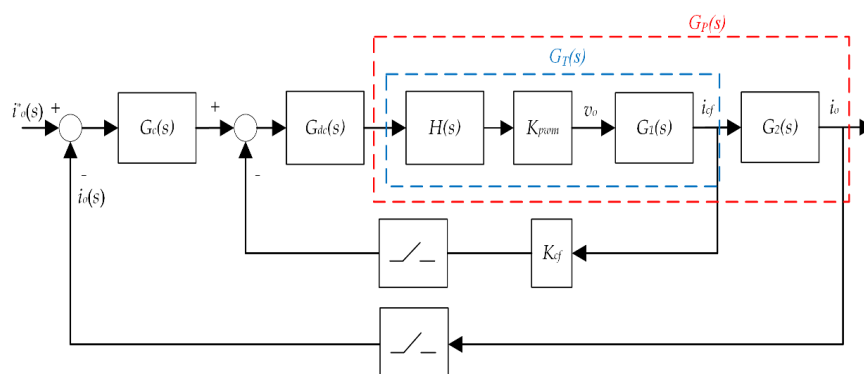 G_P(s)
G_T(s)
i*_o(s) +
G_c(s)
+
G_dc(s)
H(s)
K_pwm
v_o
G_1(s)
i_cf
G_2(s)
i_o
-
i_o(s)
-
K_cf